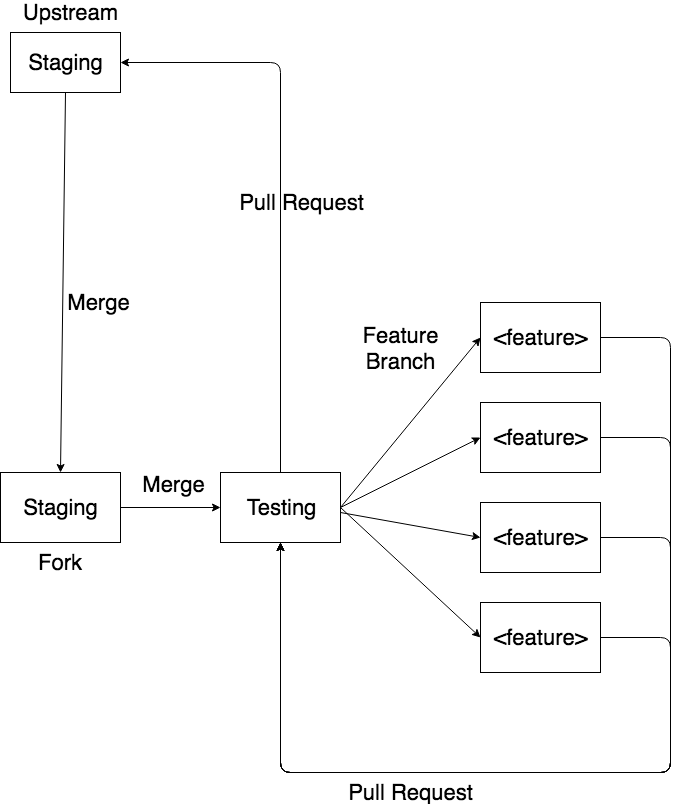 Upstream
Staging
Pull Request
Merge
Feature
Branch
<feature>
<feature>
Merge
Staging
Testing
<feature>
Fork
<feature>
Pull Request